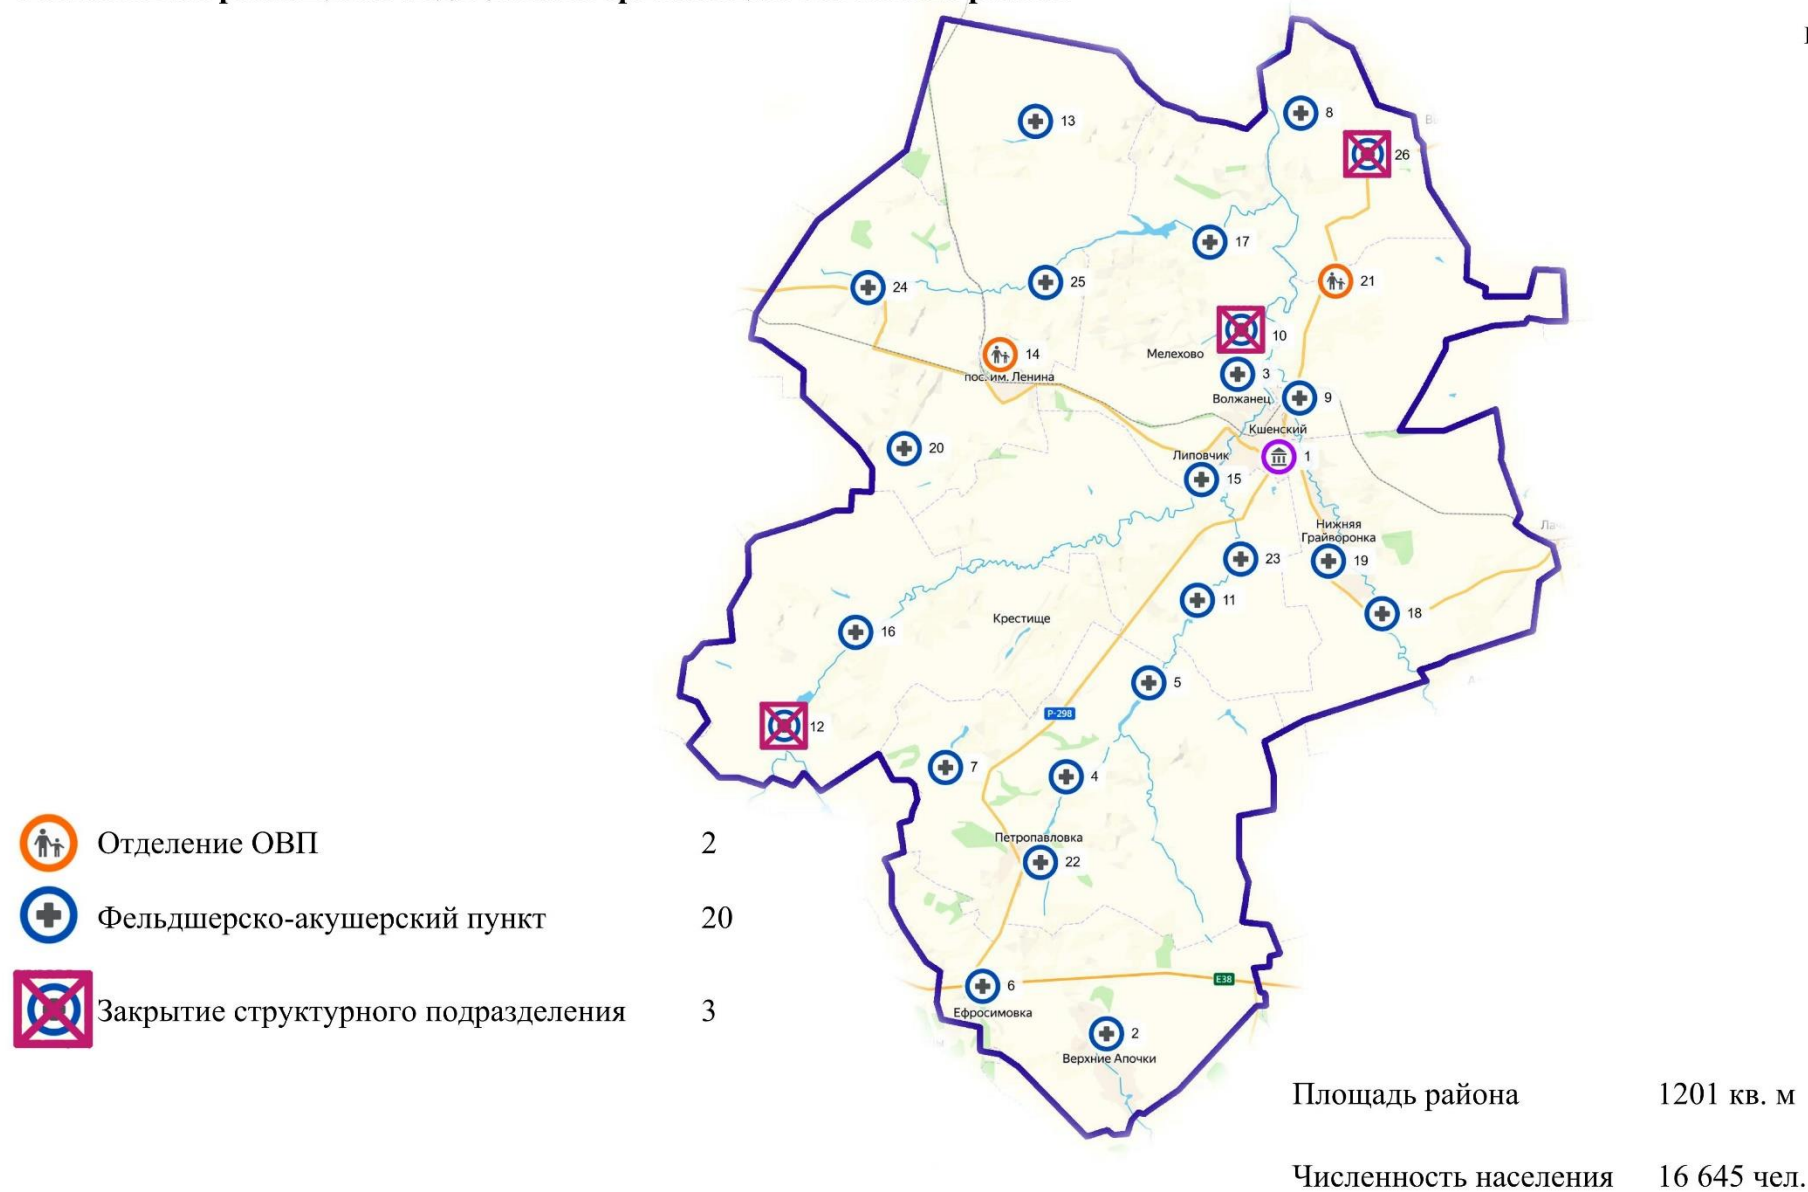 13
8
26
17
24
25
21
10
Мелехово
14
3
пос. им. Ленина
Волжанец
9
Кшенский
20
1
Липовчик
15
Нижняя
Грайворонка
23
19
11
18
16
Крестище
5
Р-298
12
7
4
Отделение ОВП 2
Петропавловка
22
Фельдшерско-акушерский пункт 20
6
E38
Закрытие структурного подразделения 3
Ефросимовка
2
Верхние Апочки
Площадь района 1201 кв. м
Численность населения 16 645 чел.